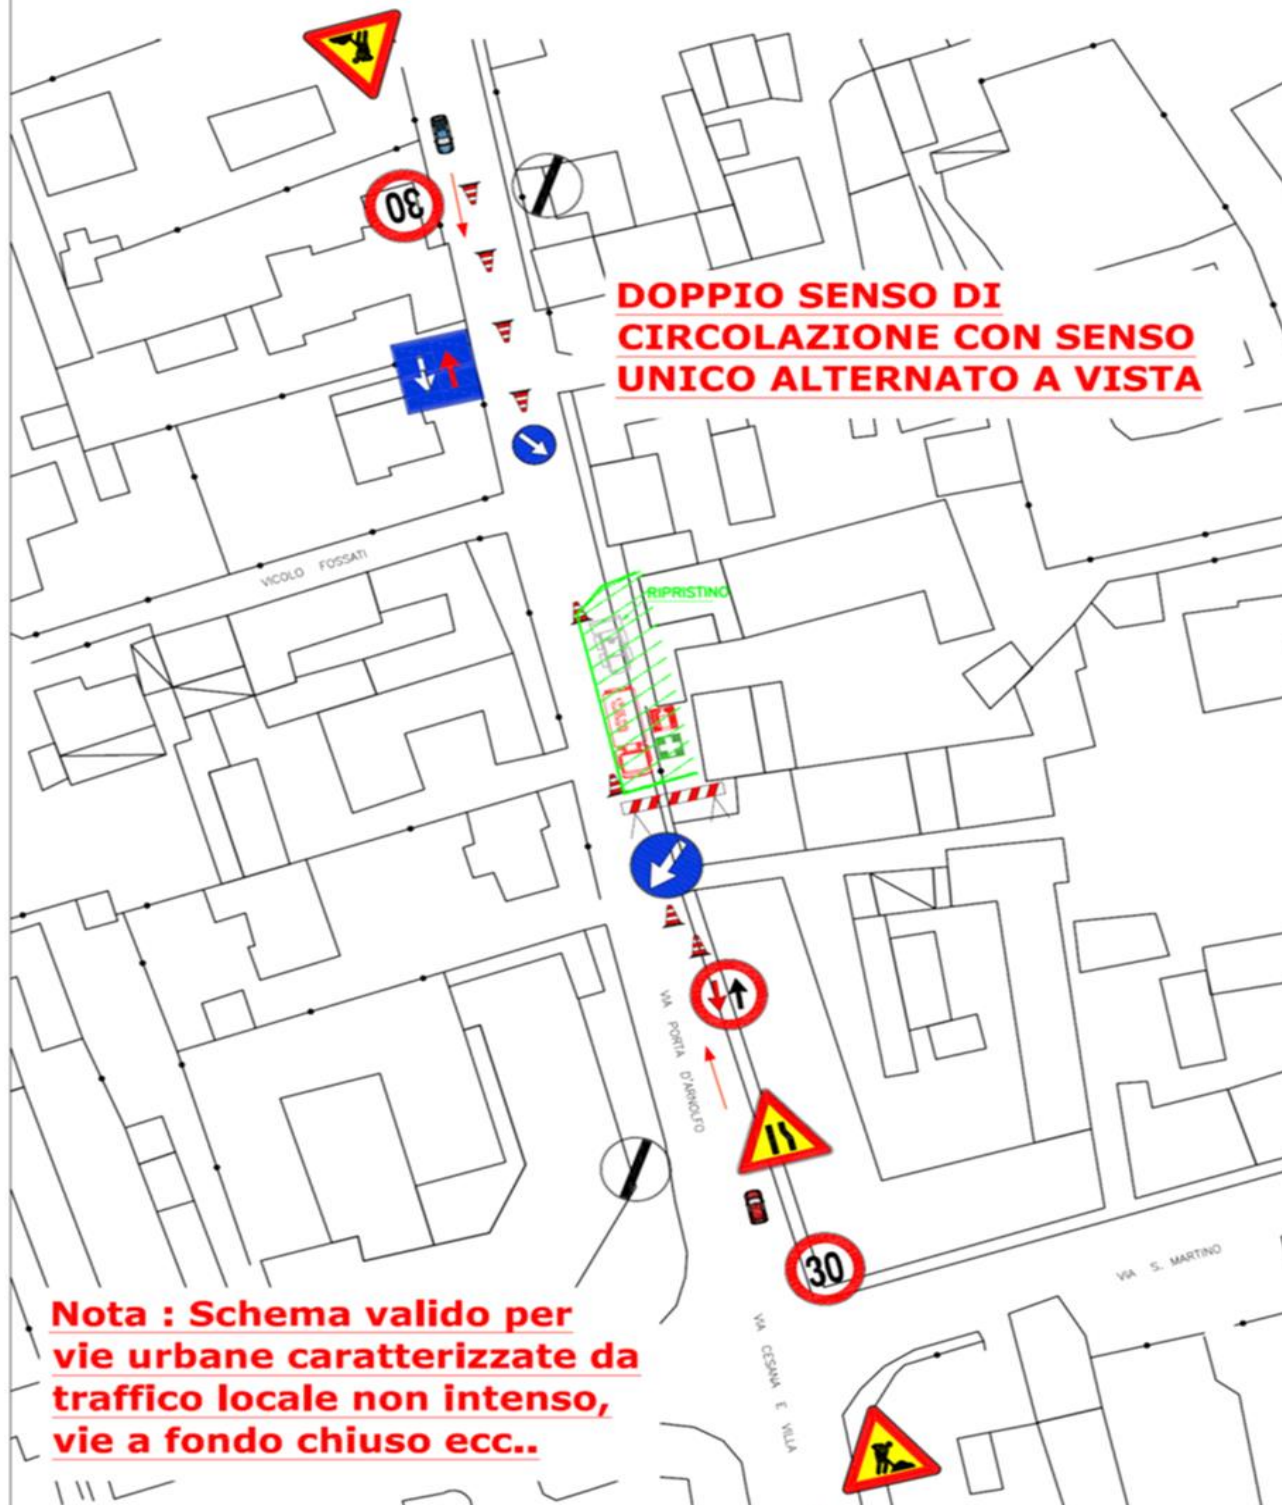 30
DOPPIO SENSO DI
CIRCOLAZIONE CON SENSO
UNICO ALTERNATO A VISTA
VICOLO FOSSATI
RIPRISTINO
VIA PORTA D'ARNOLFO
30
VIA S. MARTINO
VIA CESANA E VILLA
Nota : Schema valido per
vie urbane caratterizzate da
traffico locale non intenso,
vie a fondo chiuso ecc..